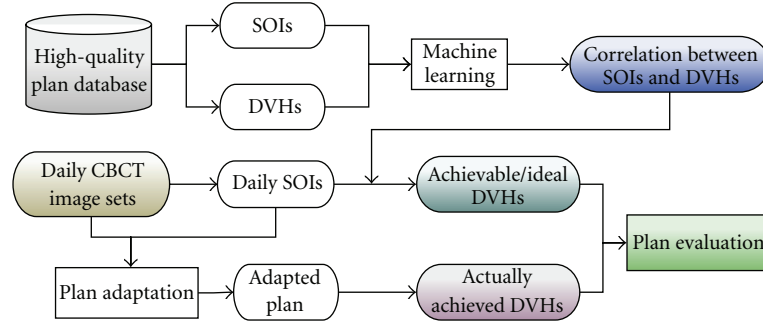 SOIs
High-quality
plan database
DVHs
Machine
learning
Correlation between
SOIs and DVHs
Daily CBCT
image sets
Daily SOIs
Achievable/ideal
DVHs
Plan evaluation
Plan adaptation
Adapted
plan
Actually
achieved DVHs